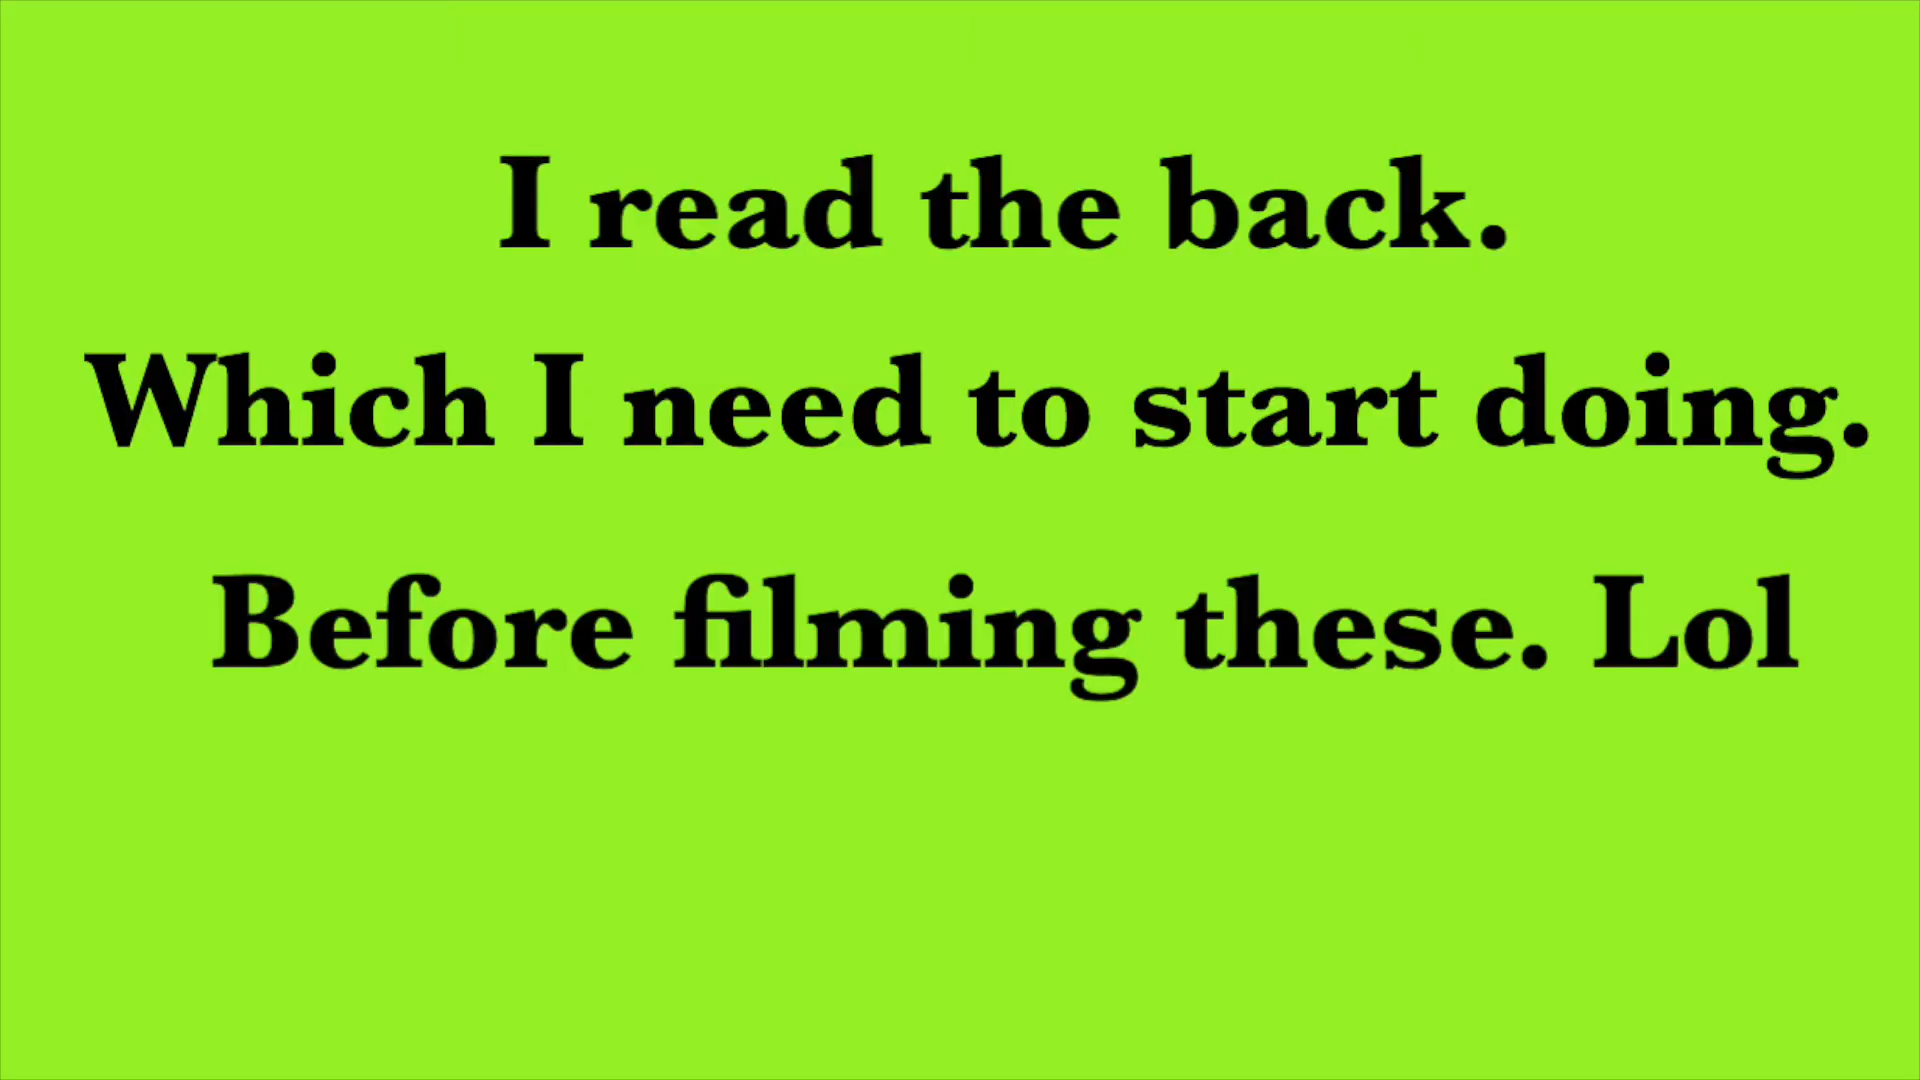 I read the back.
Which I need to start doing.
Before filming these. Lol